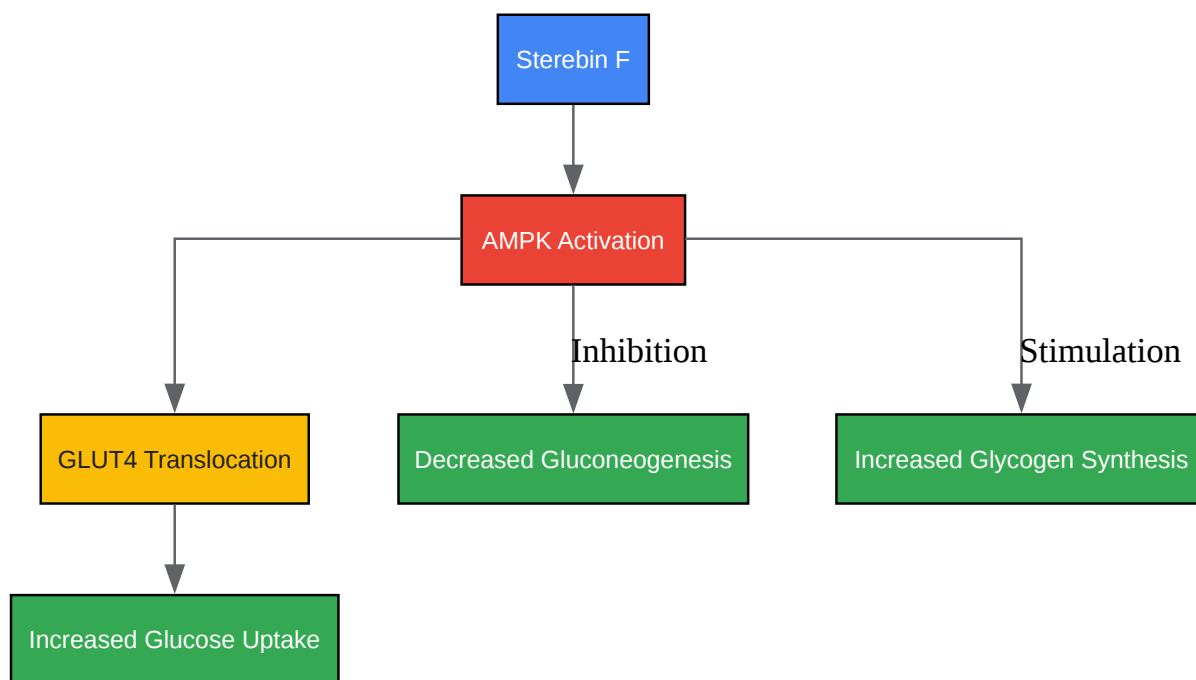 Sterebin F
AMPK Activation
Inhibition
Stimulation
GLUT4 Translocation
Decreased Gluconeogenesis
Increased Glycogen Synthesis
Increased Glucose Uptake